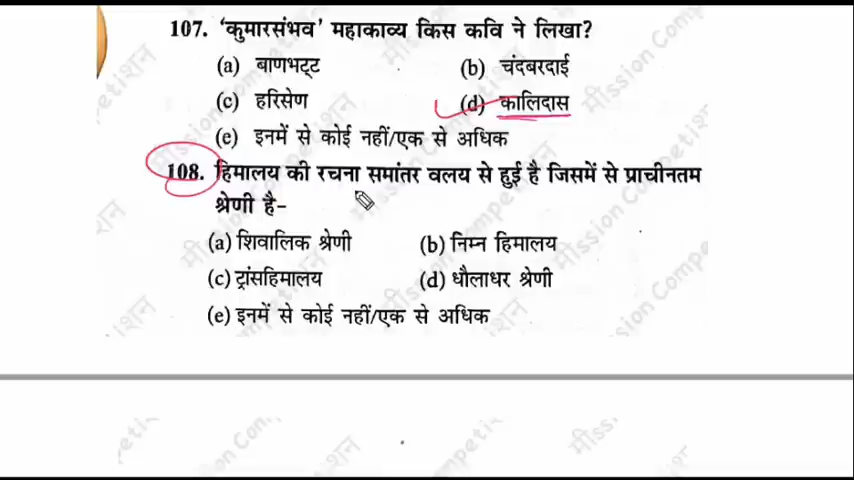 107. 'कुमारसंभव' महाकाव्य किस कवि ने लिखा?
(a) बाणभट्ट (b) चंदबरदाई
(c) हरिसेण (d) कालिदास
(e) इनमें से कोई नहीं/एक से अधिक
108. हिमालय की रचना समांतर वलय से हुई है जिसमें से प्राचीनतम
श्रेणी है-
(a) शिवालिक श्रेणी (b) निम्न हिमालय
(c) ट्रांसहिमालय (d) धौलाधर श्रेणी
(e) इनमें से कोई नहीं/एक से अधिक